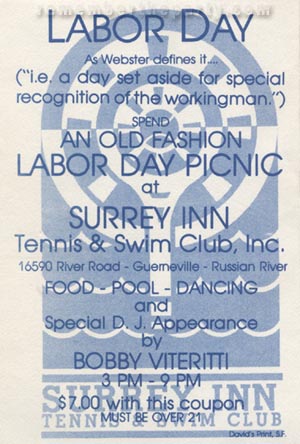 rememberthepartysf.com
LABOR DAY
As Webster defines it....
("i.e. a day set aside for special
recognition of the workingman.")
SPEND
AN OLD FASHION
LABOR DAY PICNIC
at
SURREY INN
Tennis & Swim Club, Inc.
16590 River Road - Guerneville - Russian River
FOOD - POOL - DANCING
and
Special D. J. Appearance
by
BOBBY VITERITTI
3 PM - 9 PM
$7.00 with this coupon
MUST BE OVER 21
SURREY INN
TENNIS & SWIM CLUB
David's Print, S.F.